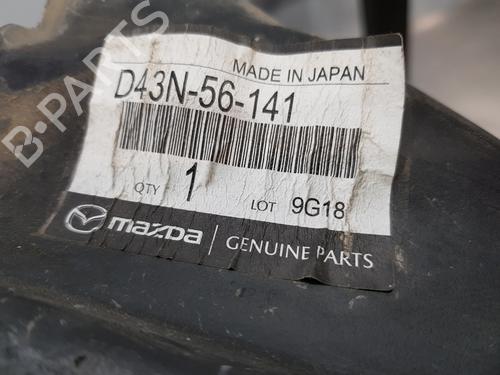 B-PARTS
MADE IN JAPAN
D43N-56-141
QTY 1 LOT 9G18
mazda GENUINE PARTS